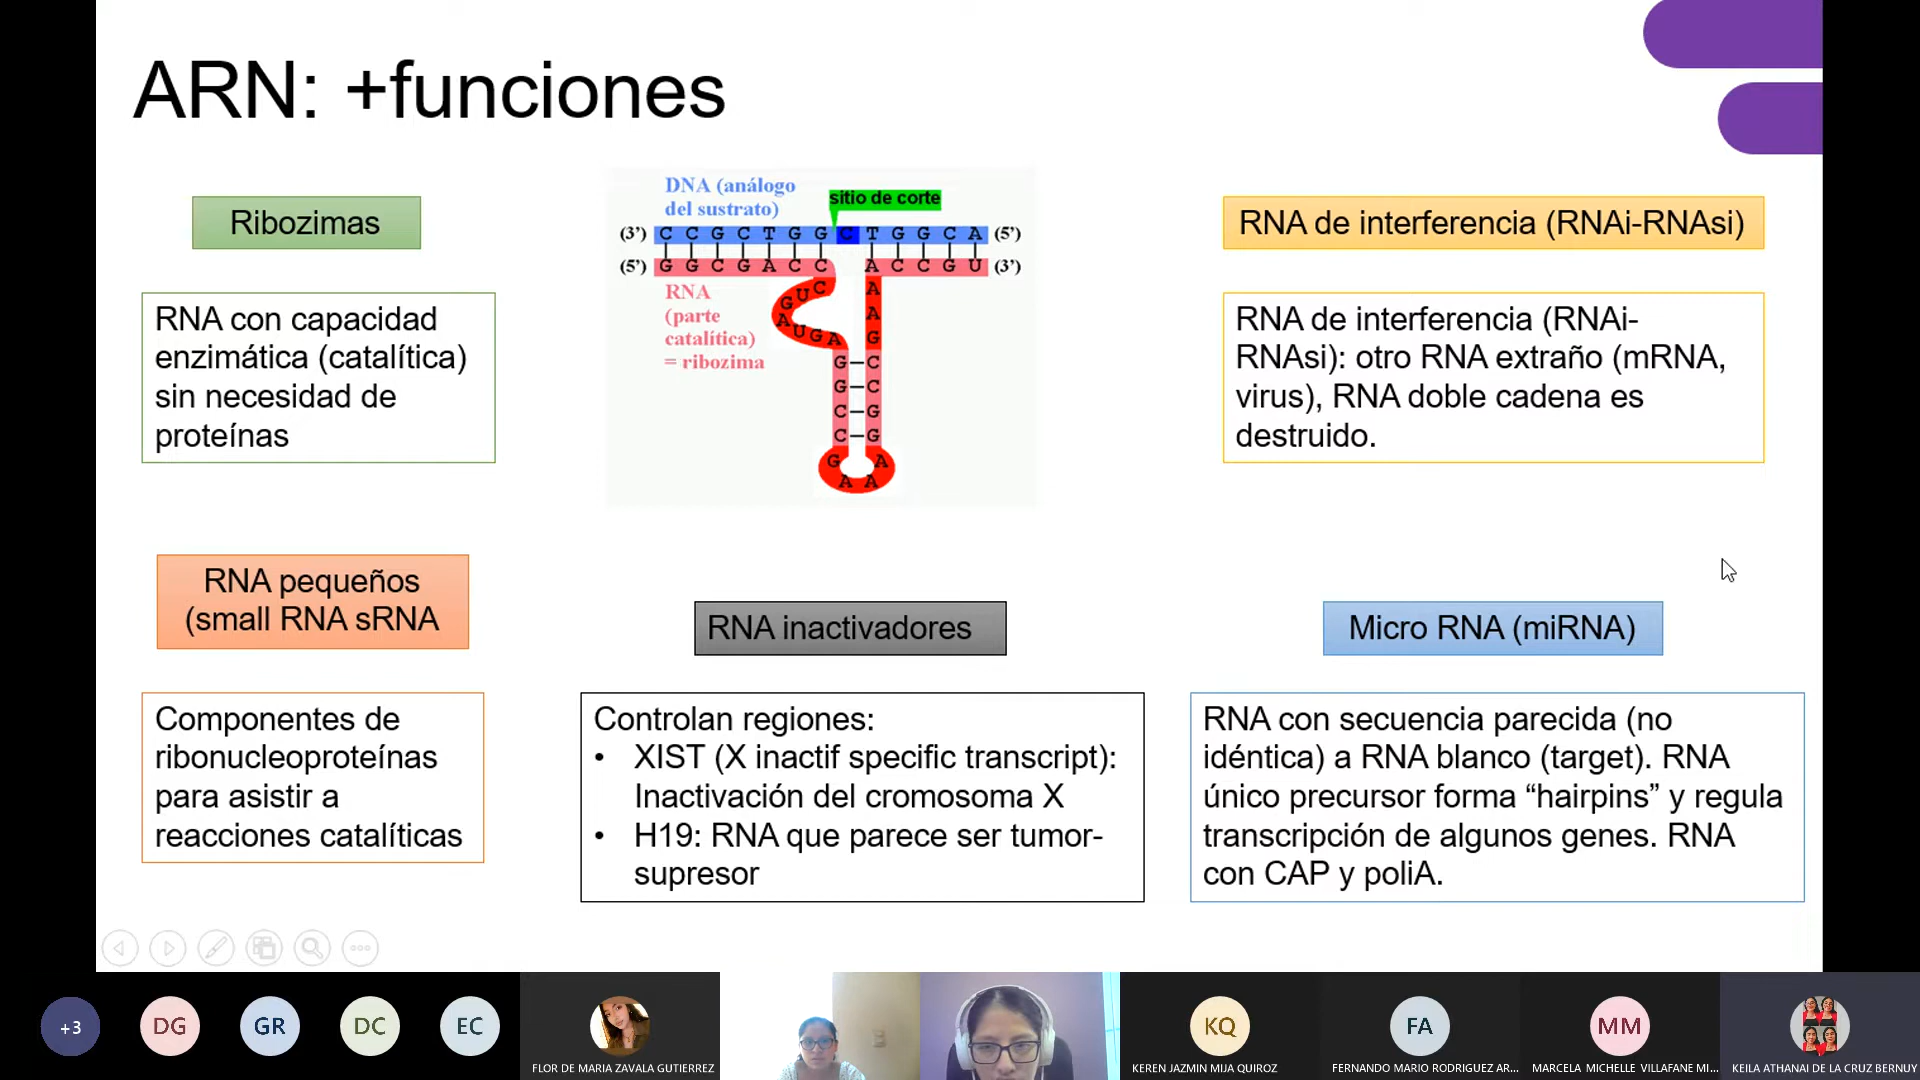 ARN: +funciones
Ribozimas
RNA con capacidad
enzimática (catalítica)
sin necesidad de
proteínas
DNA (análogo
del sustrato)
sitio de corte
(3') C C G C T G G C T G G C A (5')
(5') G G C G A C C A C C G U (3')
RNA
(parte
catalítica)
= ribozima
C U G A U G A
A A G
G C
G C
C G
C G
G A A A
RNA de interferencia (RNAi-RNAsi)
RNA de interferencia (RNAi-
RNAsi): otro RNA extraño (mRNA,
virus), RNA doble cadena es
destruido.
RNA pequeños
(small RNA sRNA
Componentes de
ribonucleoproteínas
para asistir a
reacciones catalíticas
RNA inactivadores
Controlan regiones:
• XIST (X inactif specific transcript):
Inactivación del cromosoma X
• H19: RNA que parece ser tumor-
supresor
Micro RNA (miRNA)
RNA con secuencia parecida (no
idéntica) a RNA blanco (target). RNA
único precursor forma “hairpins” y regula
transcripción de algunos genes. RNA
con CAP y poliA.
+3
DG
GR
DC
EC
FLOR DE MARIA ZAVALA GUTIERREZ
KQ
KEREN JAZMIN MIJA QUIROZ
FA
FERNANDO MARIO RODRIGUEZ AR...
MM
MARCELA MICHELLE VILLAFANE MI...
KEILA ATHANAI DE LA CRUZ BERNUY